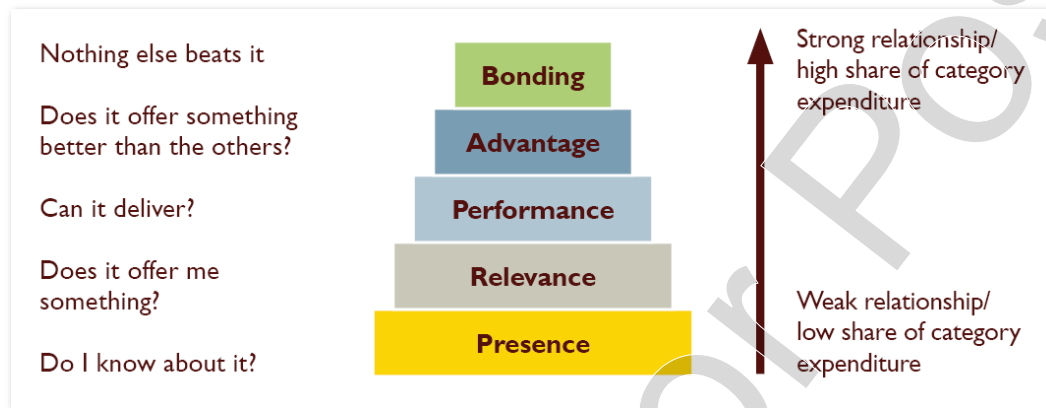 Nothing else beats it
Does it offer something
better than the others?
Can it deliver?
Does it offer me
something?
Do I know about it?
Bonding
Advantage
Performance
Relevance
Presence
Strong relationship/
high share of category
expenditure
Weak relationship/
low share of category
expenditure
or Pos